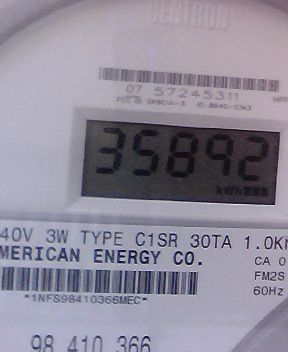 CENTRON
07 57245311
35892
kWh
40V 3W TYPE C1SR 30TA 1.0Kh
MERICAN ENERGY CO.
CA 0
FM2S
*1NFS98410366MEC*
60Hz
98 410 366